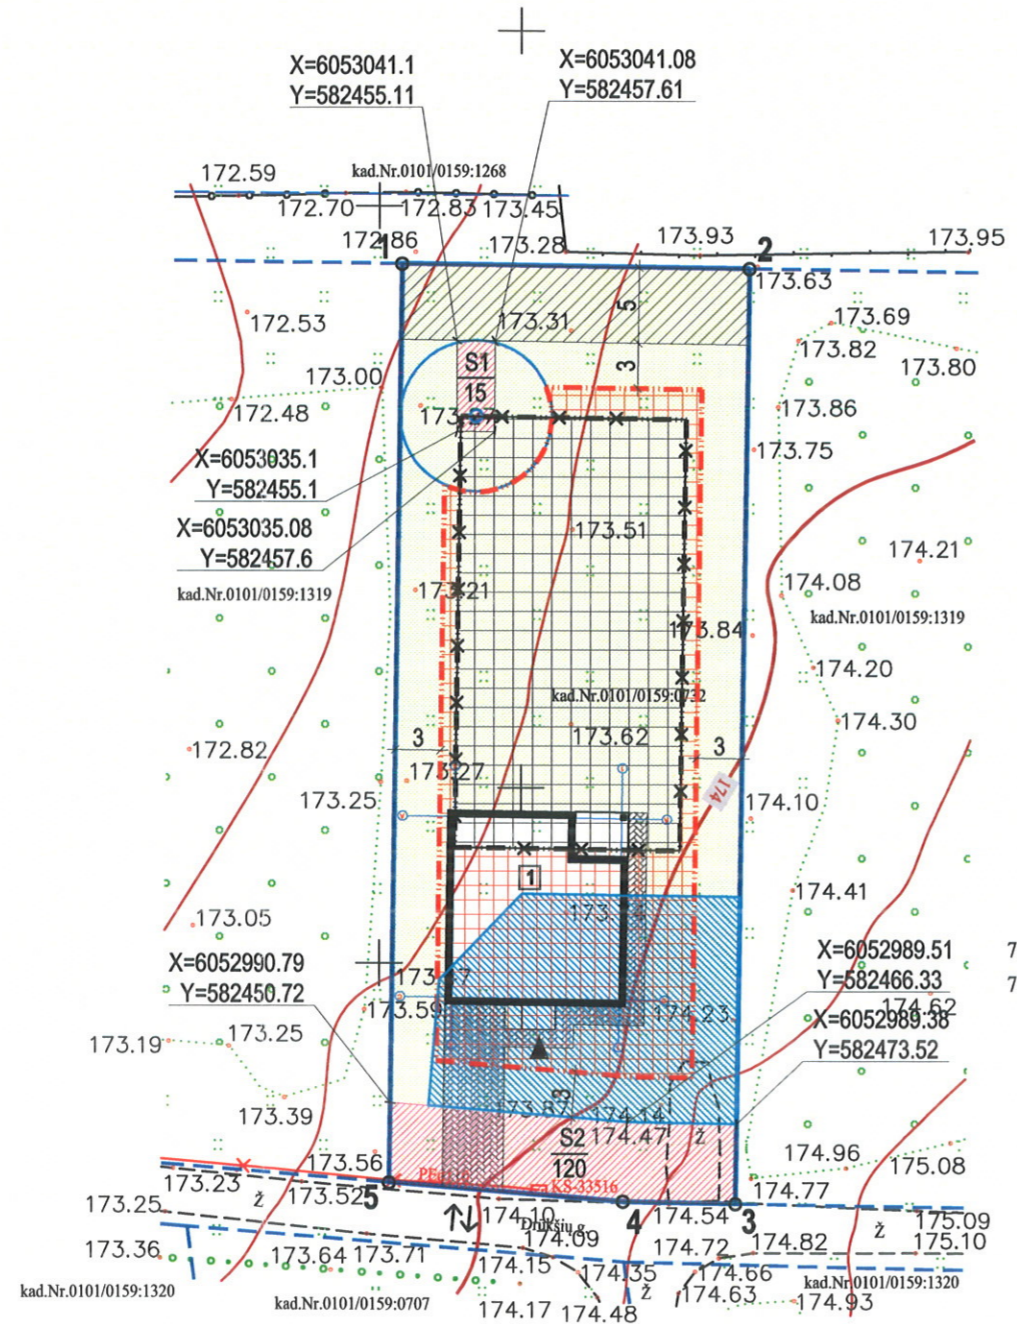 X=6053041.1
Y=582455.11
X=6053041.08
Y=582457.61
172.59
kad.Nr.0101/0159:1268
172.70
172.83
173.45
172.86
173.28
173.93
173.95
1
2
173.63
5
173.31
172.53
173.69
173.82
173.80
3
S1
15
173.00
172.48
173.86
173.75
X=6053035.1
Y=582455.1
X=6053035.08
Y=582457.6
173.51
174.21
174.08
kad.Nr.0101/0159:1319
173.21
kad.Nr.0101/0159:1319
173.84
174.20
kad.Nr.0101/0159:0732
174.30
172.82
3
173.62
3
173.27
173.25
174
174.10
1
174.41
173.05
X=6052990.79
Y=582450.72
X=6052989.51
Y=582466.33
7
7
174.62
173.59
174.23
X=6052989.38
Y=582473.52
173.19
173.25
3
173.39
173.87
174.14
174.47
ž
S2
120
173.56
174.96
175.08
173.23
ž
173.52
KS-33516
174.77
173.25
5
174.10
4
174.54
3
175.09
ž
175.10
173.36
173.64
173.71
174.09
174.72
174.82
174.15
174.35
174.66
kad.Nr.0101/0159:1320
kad.Nr.0101/0159:1320
kad.Nr.0101/0159:0707
ž
174.63
174.93
174.17
174.48